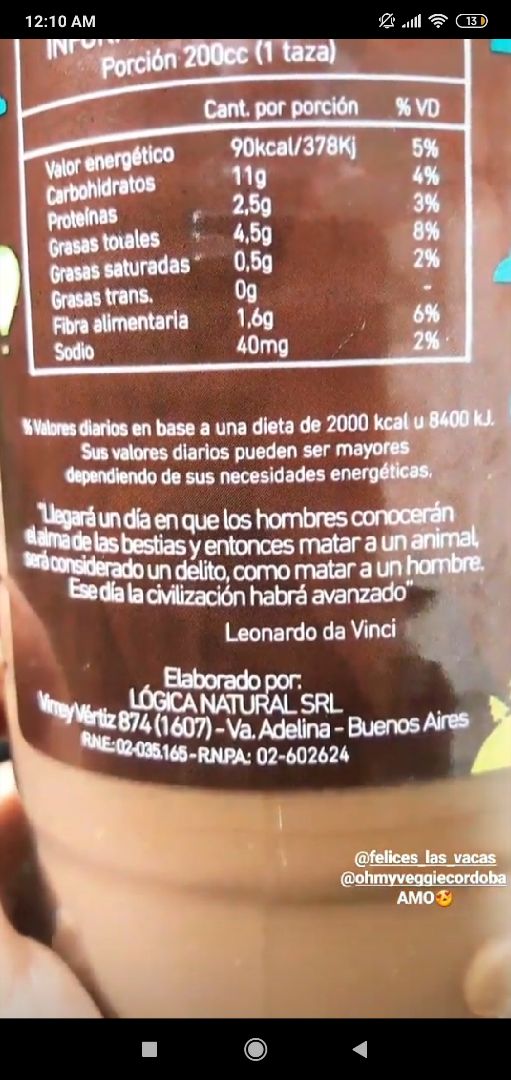 12:10 AM
13
Porción 200cc (1 taza)
Cant. por porción % VD
Valor energético 90kcal/378Kj 5%
Carbohidratos 11g 4%
Proteínas 2,5g 3%
Grasas totales 4,5g 8%
Grasas saturadas 0,5g 2%
Grasas trans. 0g -
Fibra alimentaria 1,6g 6%
Sodio 40mg 2%
%Valores diarios en base a una dieta de 2000 kcal u 8400 kJ.
Sus valores diarios pueden ser mayores
dependiendo de sus necesidades energéticas.
"Llegará un día en que los hombres conocerán
el alma de las bestias y entonces matar a un animal,
será considerado un delito, como matar a un hombre.
Ese día la civilización habrá avanzado"
Leonardo da Vinci
Elaborado por:
LÓGICA NATURAL SRL
Virrey Vértiz 874 (1607) - Va. Adelina - Buenos Aires
RNE: 02-035.165 - R.N.P.A.: 02-602624
@felices_las_vacas
@ohmyveggiecordoba
AMO😍